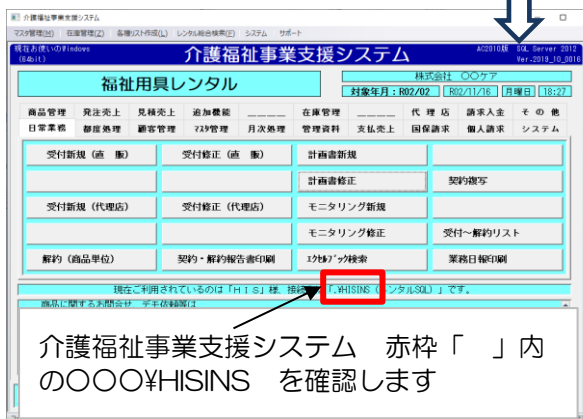 介護福祉事業支援システム
マスタ管理(M) 在庫管理(Z) 各種リスト作成(L) レンタル総合検索(F) システム サポート
現在お使いのWindows
(64bit)
介護福祉事業支援システム
AC2010版 SQL Server 2012
Ver.-2019_10_0016
福祉用具レンタル
株式会社 〇〇ケア
対象年月：R02/02 R02/11/16 月曜日 18:27
商品管理 発注売上 見積売上 追加機能 ____ 在庫管理 ____ 代理店 請求入金 その他
日常業務 都度処理 顧客管理 マスタ管理 月次処理 管理資料 支払売上 国保請求 個人請求 システム
受付新規（直 販） 受付修正（直 販） 計画書新規
計画書修正 契約複写
受付新規（代理店） 受付修正（代理店） モニタリング新規
モニタリング修正 受付～解約リスト
解約（商品単位） 契約・解約報告書印刷 エクセルブック検索 業務日報印刷
現在ご利用されているのは「ＨＩＳ」様、接続 「.¥HISINS（ ンタルSQL）」です。
商品に関するお問合せ、デモ依頼等は
介護福祉事業支援システム 赤枠「 」内
の〇〇〇¥HISINS を確認します